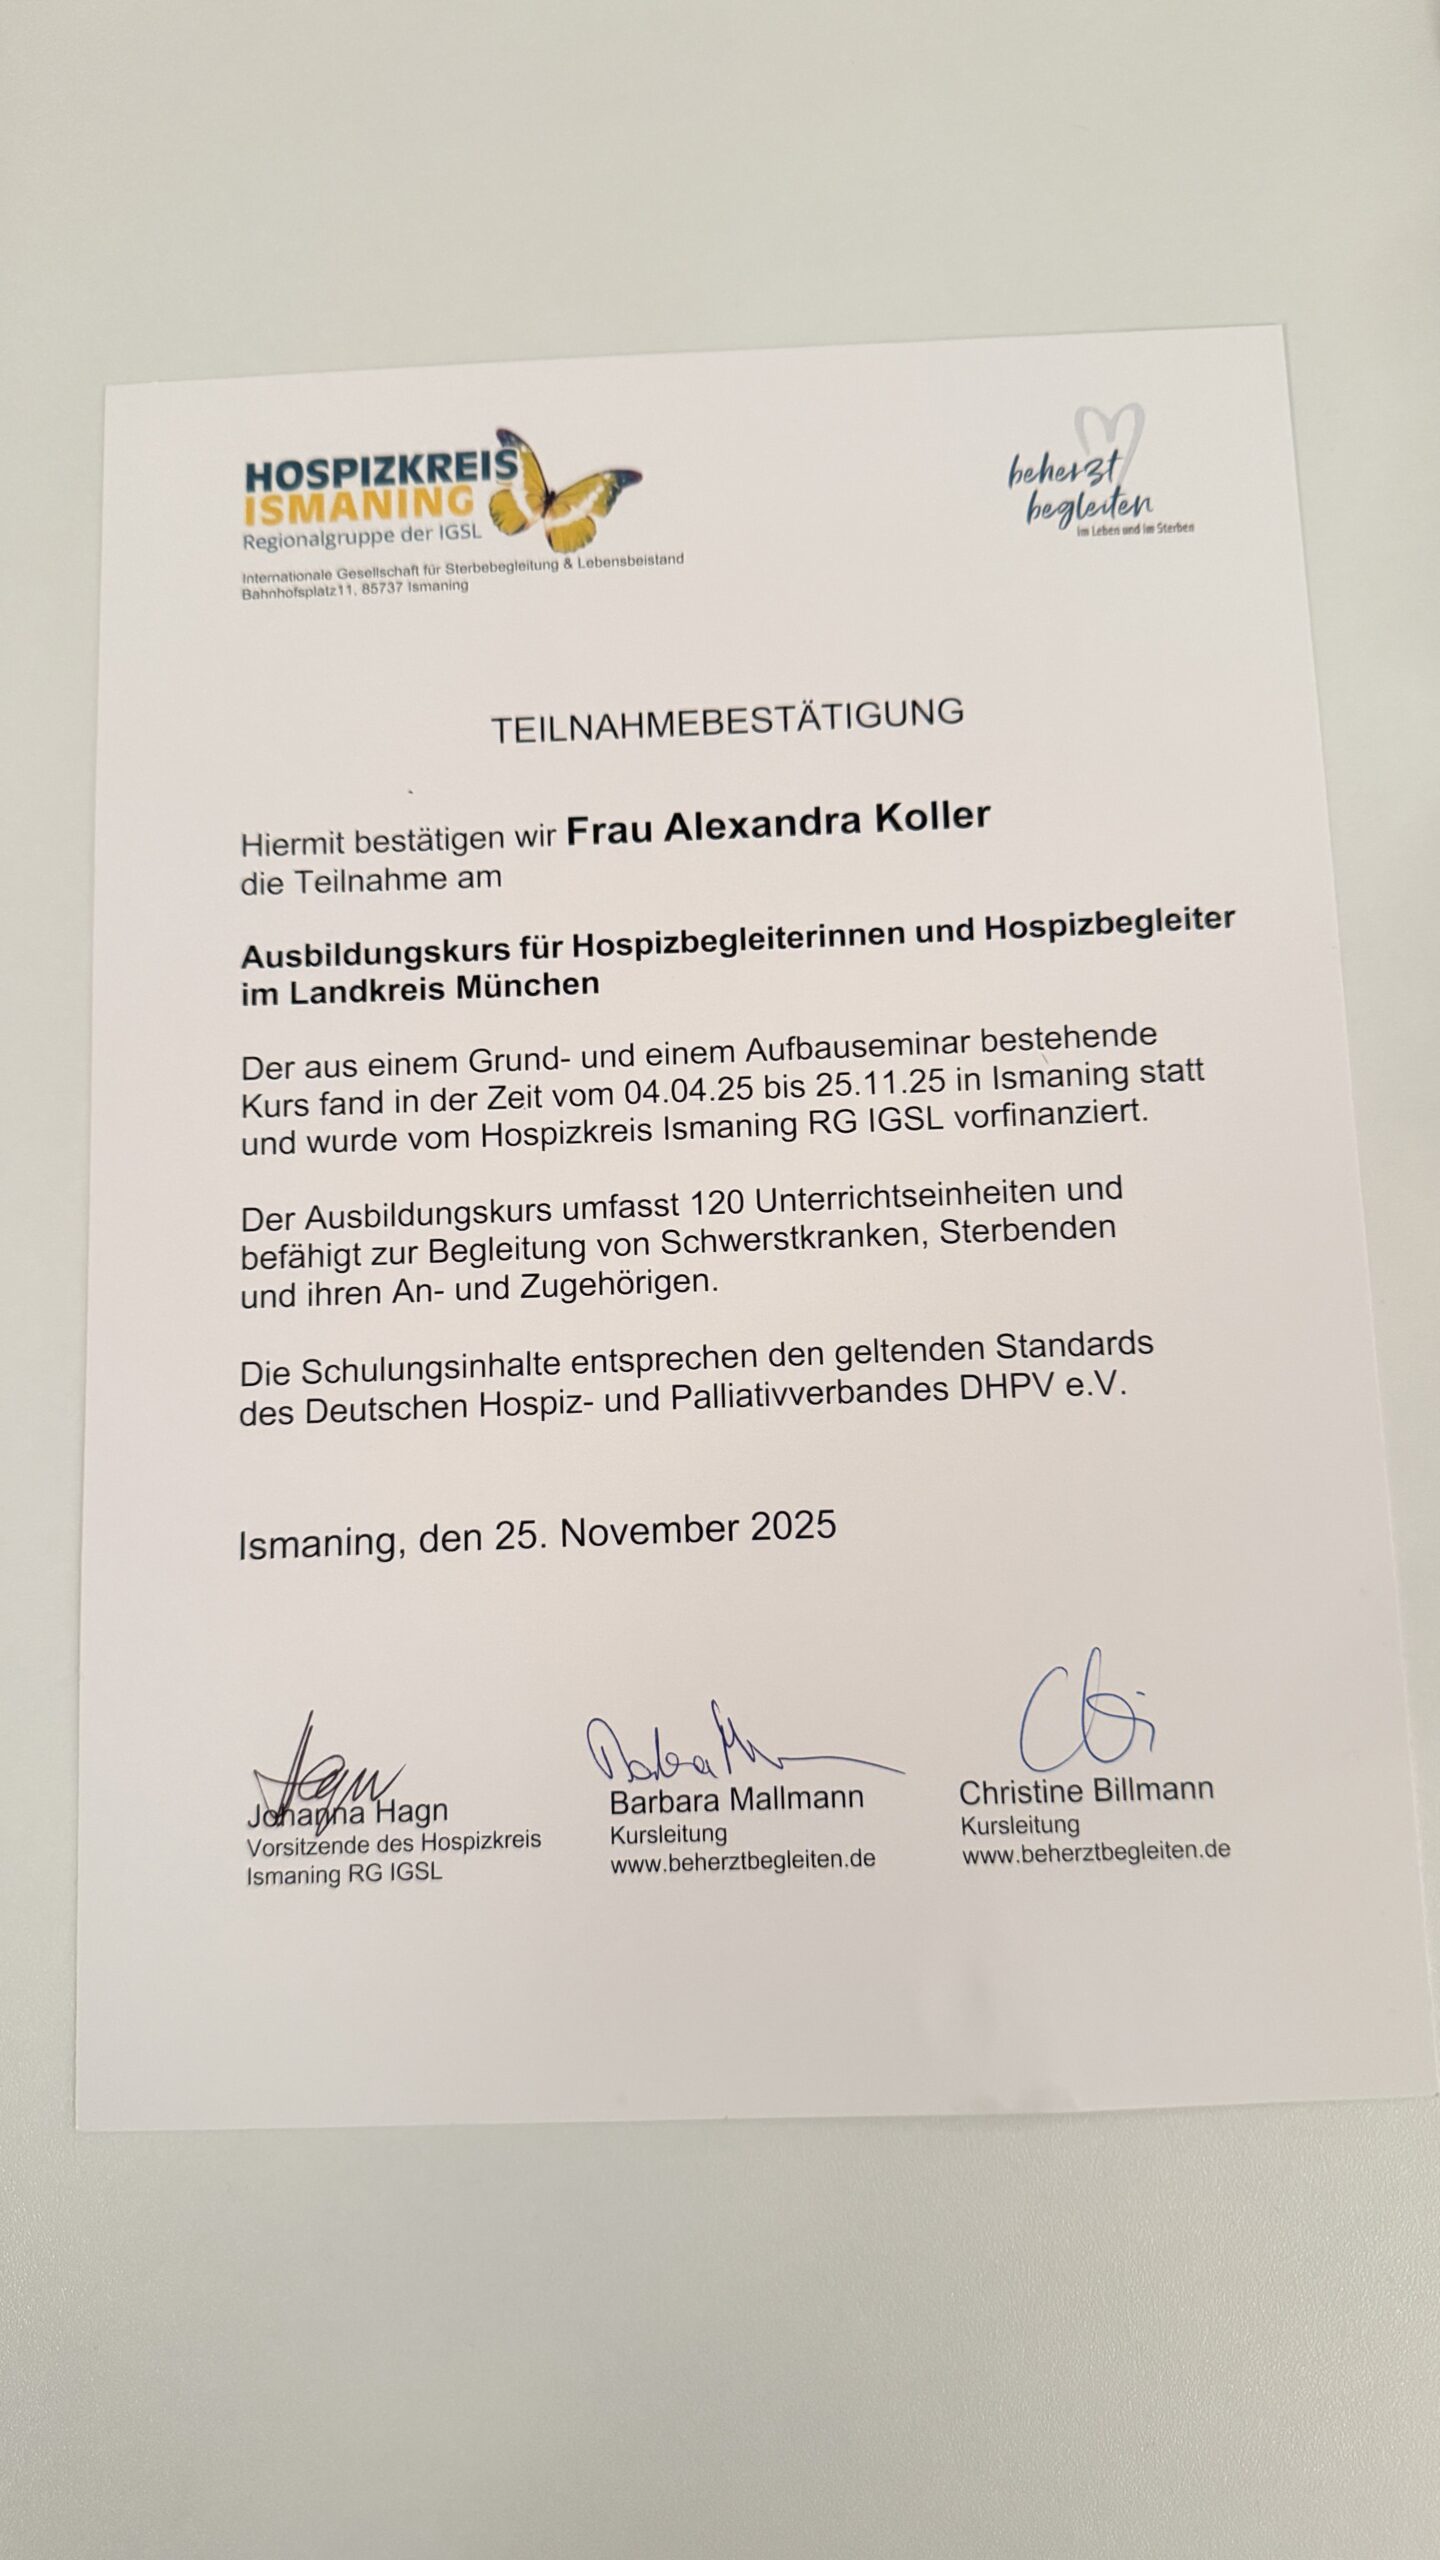 HOSPIZKREIS
ISMANING
Regionalgruppe der IGSL
Internationale Gesellschaft für Sterbebegleitung & Lebensbeistand
Bahnhofsplatz11, 85737 Ismaning
beherzt
begleiten
im Leben und im Sterben
TEILNAHMEBESTÄTIGUNG
Hiermit bestätigen wir Frau Alexandra Koller
die Teilnahme am
Ausbildungskurs für Hospizbegleiterinnen und Hospizbegleiter
im Landkreis München
Der aus einem Grund- und einem Aufbauseminar bestehende
Kurs fand in der Zeit vom 04.04.25 bis 25.11.25 in Ismaning statt
und wurde vom Hospizkreis Ismaning RG IGSL vorfinanziert.
Der Ausbildungskurs umfasst 120 Unterrichtseinheiten und
befähigt zur Begleitung von Schwerstkranken, Sterbenden
und ihren An- und Zugehörigen.
Die Schulungsinhalte entsprechen den geltenden Standards
des Deutschen Hospiz- und Palliativverbandes DHPV e.V.
Ismaning, den 25. November 2025
Johanna Hagn
Vorsitzende des Hospizkreis
Ismaning RG IGSL
Barbara Mallmann
Kursleitung
www.beherztbegleiten.de
Christine Billmann
Kursleitung
www.beherztbegleiten.de